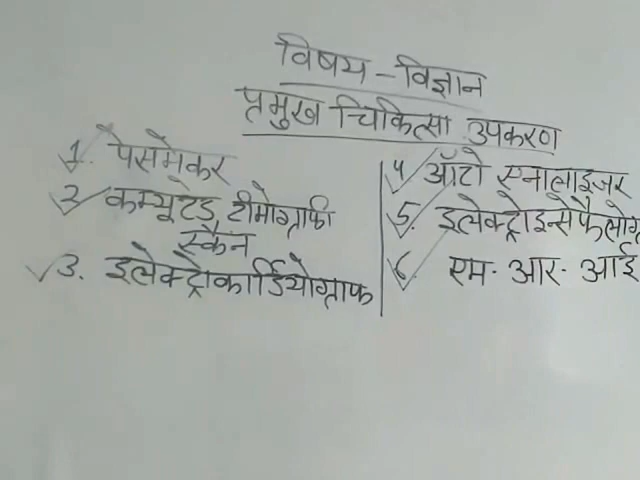 विषय - विज्ञान
प्रमुख चिकित्सा उपकरण
1. पेसमेकर
2 कम्प्यूटेड टोमोग्राफी
स्कैन
3. इलेक्ट्रोकार्डियोग्राफ
4 ऑटो एनालाइजर
5. इलेक्ट्रोइन्सेफैलोग्
6. एम. आर. आई